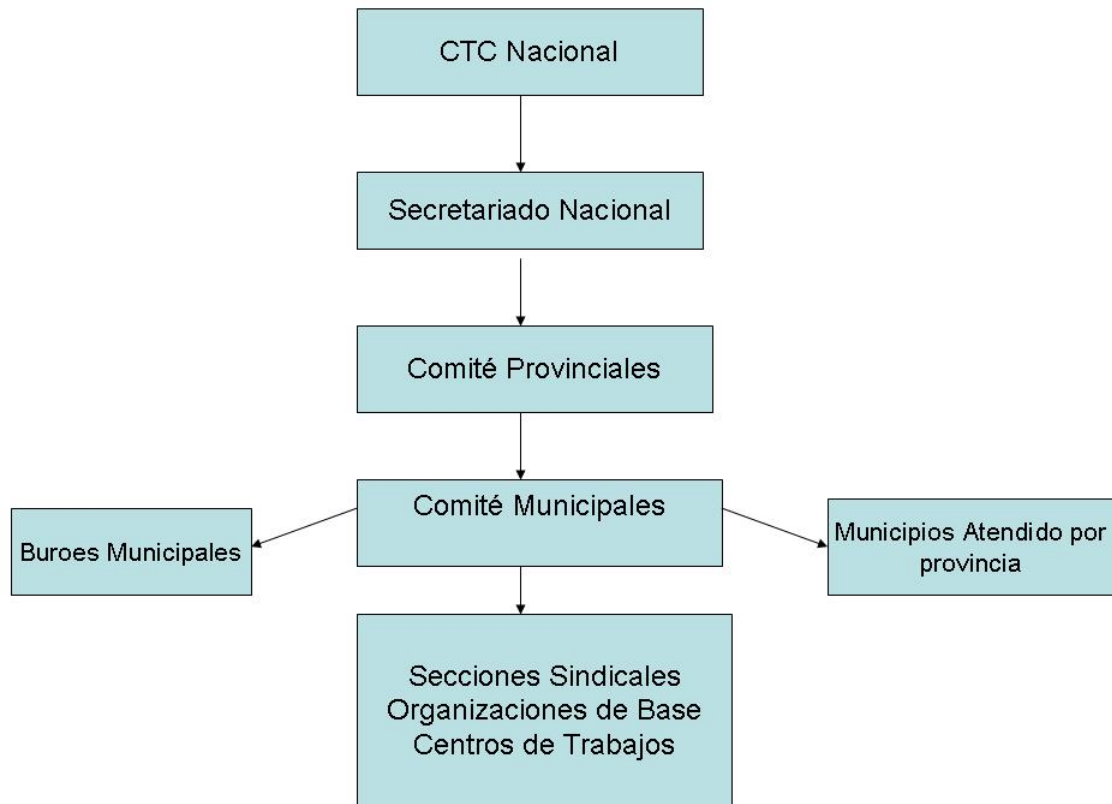 CTC Nacional
Secretariado Nacional
Comité Provinciales
Comité Municipales
Buroes Municipales
Municipios Atendido por
provincia
Secciones Sindicales
Organizaciones de Base
Centros de Trabajos